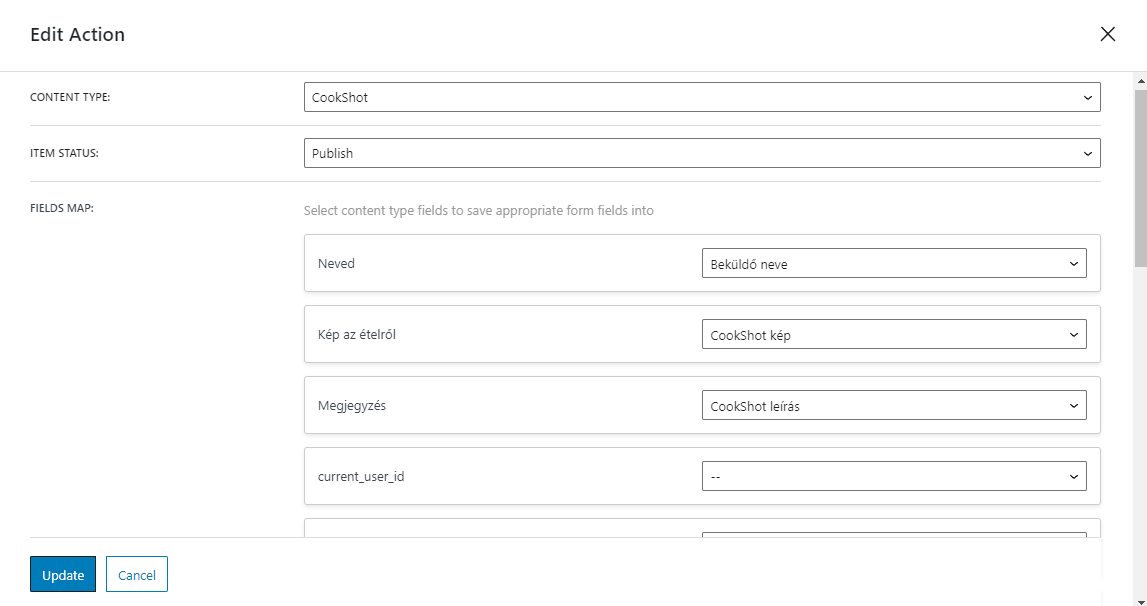 Edit Action
CONTENT TYPE:
CookShot
ITEM STATUS:
Publish
FIELDS MAP:
Select content type fields to save appropriate form fields into
Neved
Beküldő neve
Kép az ételről
CookShot kép
Megjegyzés
CookShot leírás
current_user_id
--
Update
Cancel